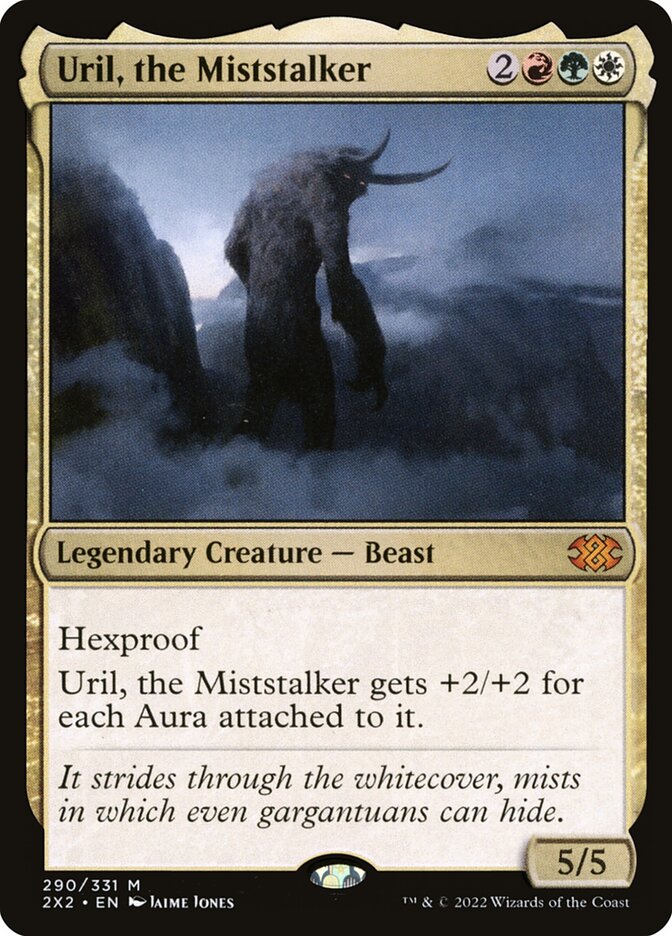 Uril, the Miststalker 2
Legendary Creature — Beast
Hexproof
Uril, the Miststalker gets +2/+2 for
each Aura attached to it.
It strides through the whitecover, mists
in which even gargantuans can hide.
5/5
290/331 M
2X2 • EN Jaime Jones ™ & © 2022 Wizards of the Coast